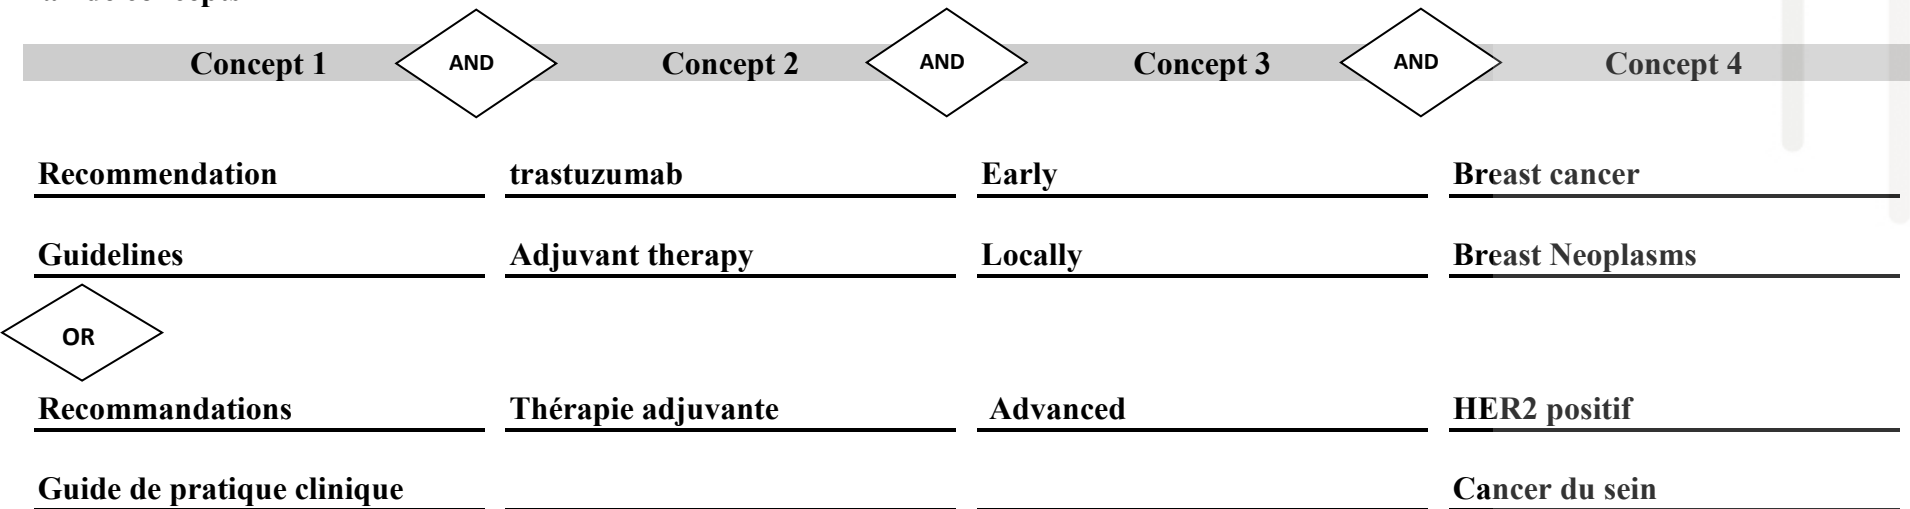 Concept 1 AND Concept 2 AND Concept 3 AND Concept 4
Recommendation trastuzumab Early Breast cancer
Guidelines Adjuvant therapy Locally Breast Neoplasms
OR
Recommandations Thérapie adjuvante Advanced HER2 positif
Guide de pratique clinique Cancer du sein